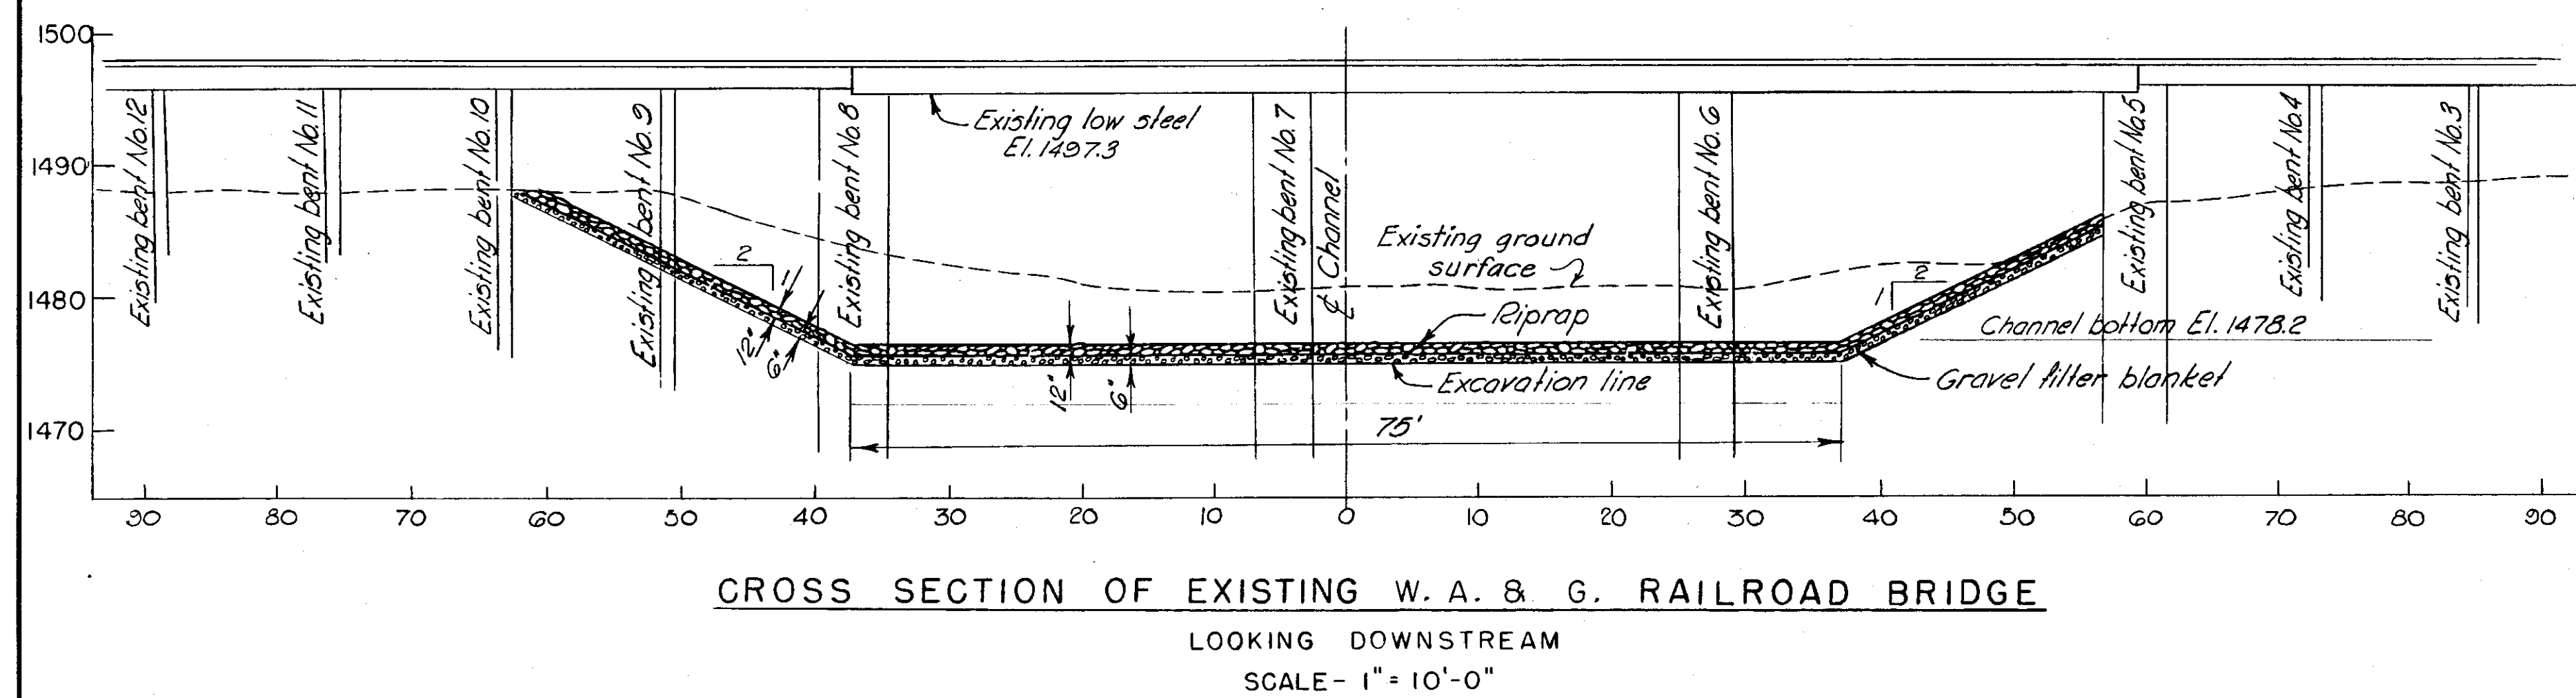 1500
1490
1480
1470
Existing bent No.12
Existing bent No.11
Existing bent No.10
Existing bent No.9
Existing bent No.8
Existing bent No.7
℄ Channel
Existing bent No.6
Existing bent No.5
Existing bent No.4
Existing bent No.3
Existing low steel
El. 1497.3
Existing ground
surface
2
1
12"
6"
Riprap
12"
6"
Excavation line
2
1
Channel bottom El. 1478.2
Gravel filter blanket
75'
90 80 70 60 50 40 30 20 10 0 10 20 30 40 50 60 70 80 90
CROSS SECTION OF EXISTING W. A. & G. RAILROAD BRIDGE
LOOKING DOWNSTREAM
SCALE- 1" = 10'-0"